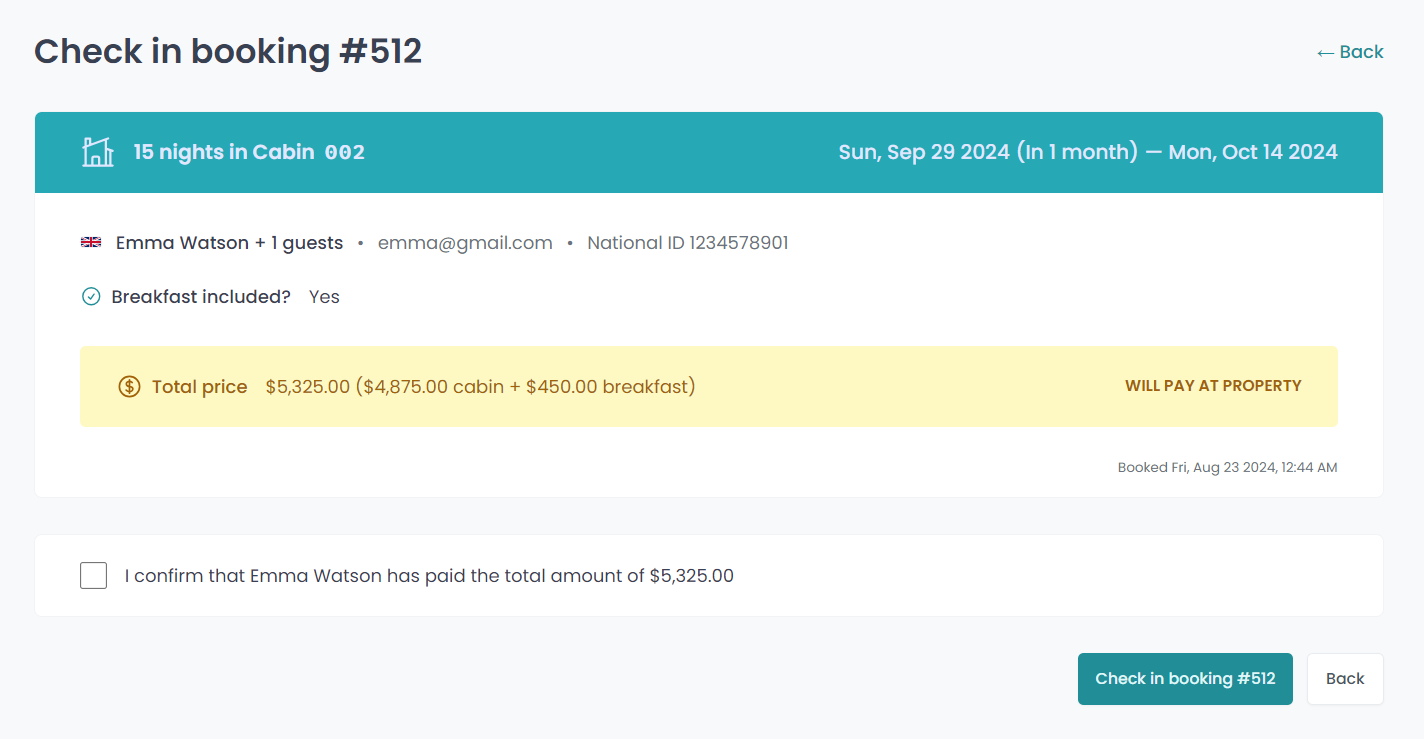 Check in booking #512
← Back
15 nights in Cabin 002
Sun, Sep 29 2024 (In 1 month) — Mon, Oct 14 2024
Emma Watson + 1 guests • emma@gmail.com • National ID 1234578901
Breakfast included? Yes
Total price $5,325.00 ($4,875.00 cabin + $450.00 breakfast)
WILL PAY AT PROPERTY
Booked Fri, Aug 23 2024, 12:44 AM
I confirm that Emma Watson has paid the total amount of $5,325.00
Check in booking #512
Back